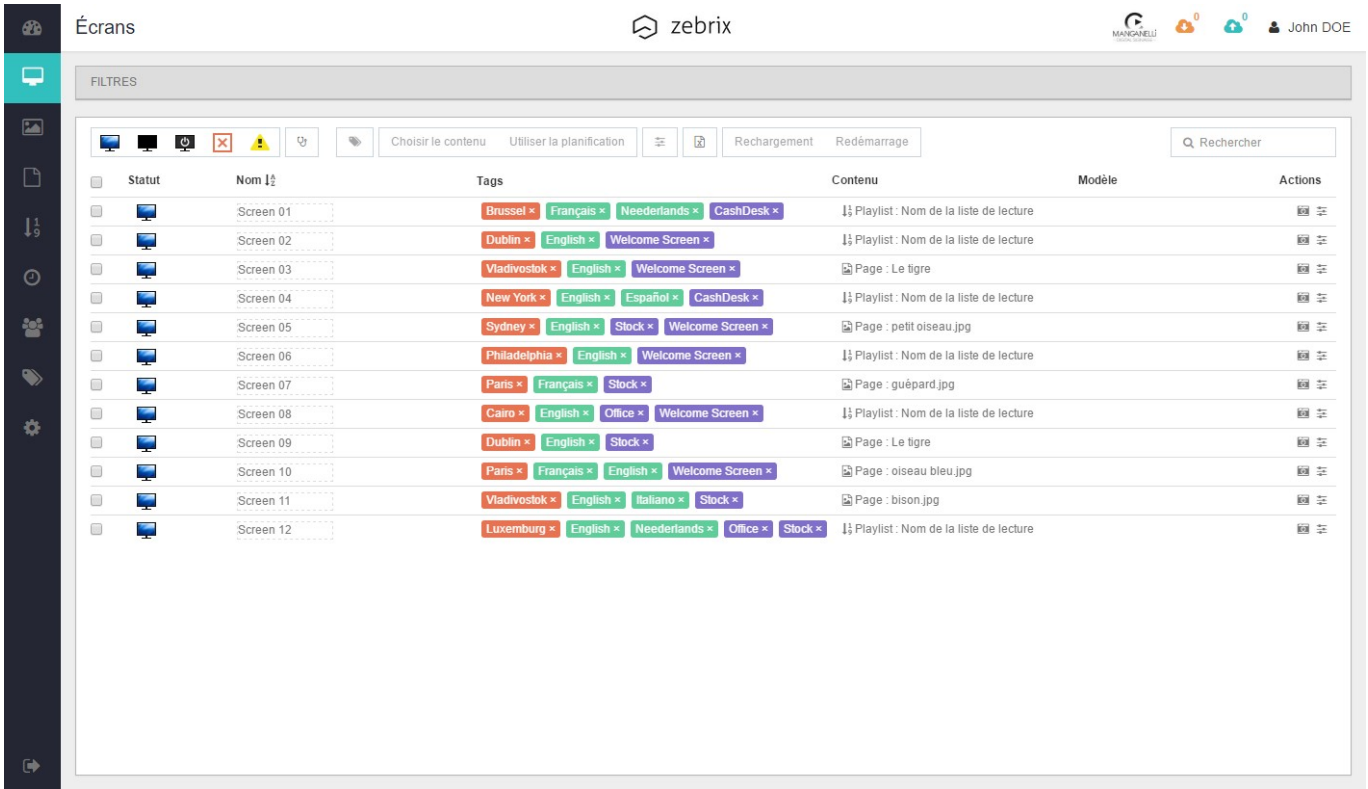 Écrans zebrix MANGANELLi 0 0 John DOE
FILTRES
Choisir le contenu Utiliser la planification Rechargement Redémarrage Rechercher
Statut Nom Tags Contenu Modèle Actions
Screen 01 Brussel × Français × Neederlands × CashDesk × Playlist : Nom de la liste de lecture
Screen 02 Dublin × English × Welcome Screen × Playlist : Nom de la liste de lecture
Screen 03 Vladivostok × English × Welcome Screen × Page : Le tigre
Screen 04 New York × English × Español × CashDesk × Playlist : Nom de la liste de lecture
Screen 05 Sydney × English × Stock × Welcome Screen × Page : petit oiseau.jpg
Screen 06 Philadelphia × English × Welcome Screen × Playlist : Nom de la liste de lecture
Screen 07 Paris × Français × Stock × Page : guépard.jpg
Screen 08 Cairo × English × Office × Welcome Screen × Playlist : Nom de la liste de lecture
Screen 09 Dublin × English × Stock × Page : Le tigre
Screen 10 Paris × Français × English × Welcome Screen × Page : oiseau bleu.jpg
Screen 11 Vladivostok × English × Italiano × Stock × Page : bison.jpg
Screen 12 Luxemburg × English × Neederlands × Office × Stock × Playlist : Nom de la liste de lecture